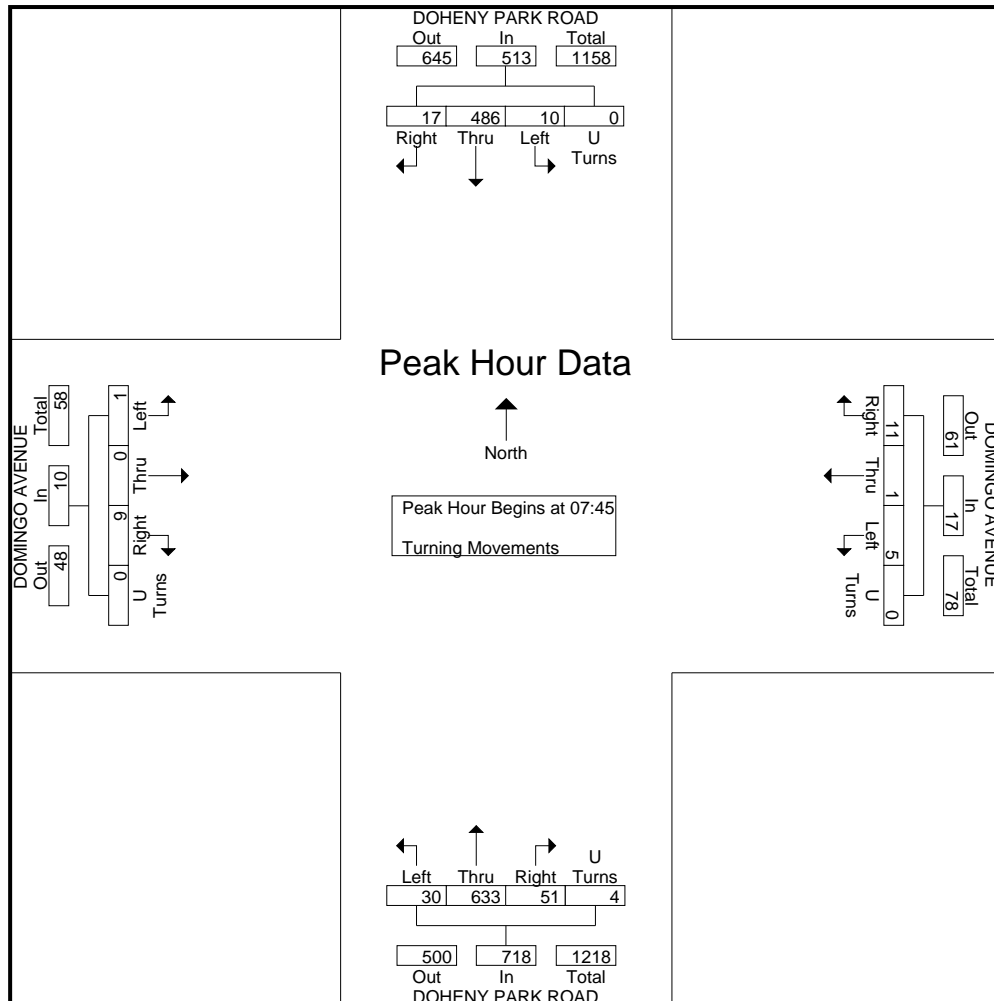 DOHENY PARK ROAD
Out In Total
645 513 1158
17 486 10 0
Right Thru Left U
Turns
Peak Hour Data
North
Peak Hour Begins at 07:45
Turning Movements
DOMINGO AVENUE
Total In Out
58 10 48
1 0 9 0
Left Thru Right U
Turns
DOMINGO AVENUE
Out In Total
61 17 78
11 1 5 0
Right Thru Left U
Turns
U
Left Thru Right Turns
30 633 51 4
500 718 1218
Out In Total
DOHENY PARK ROAD